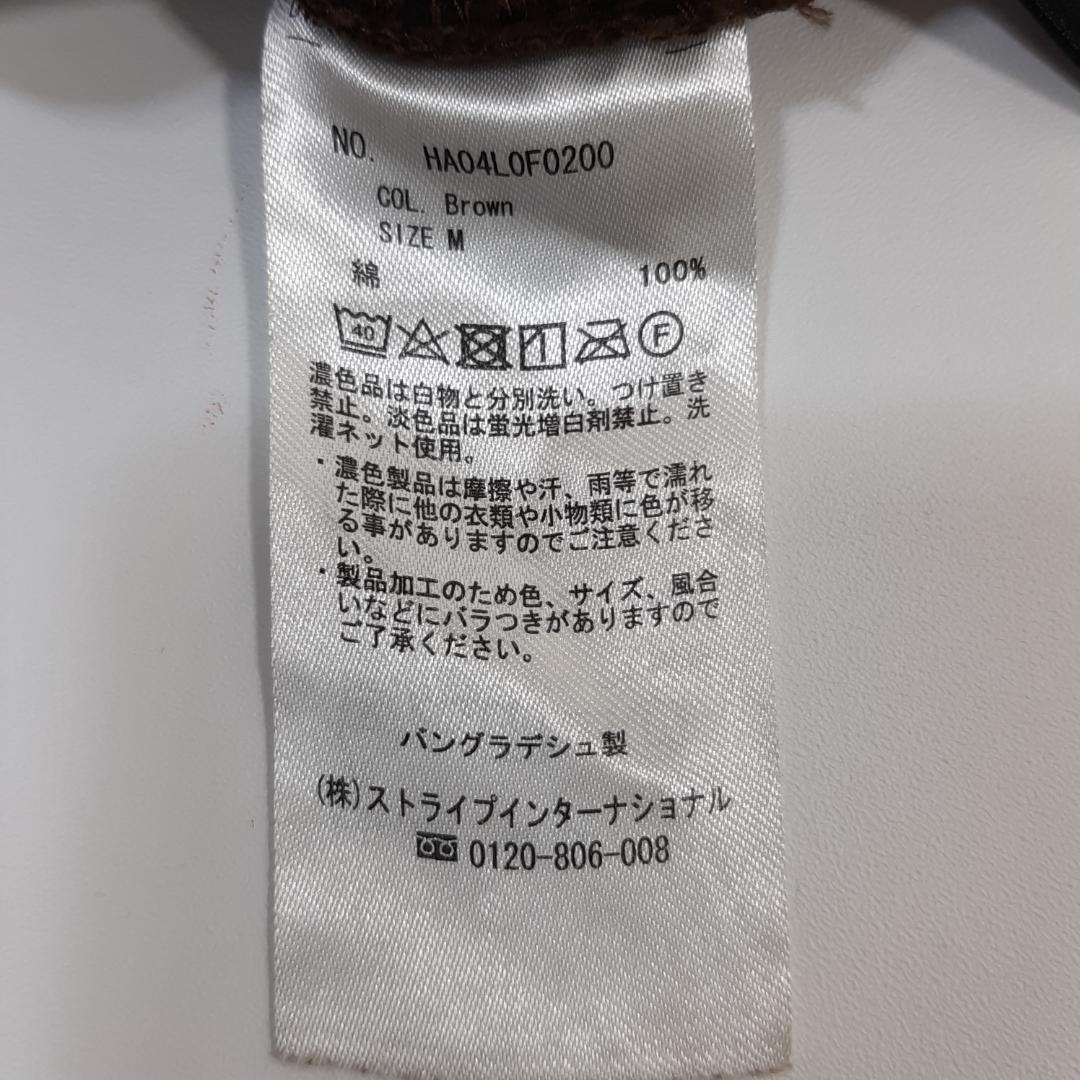 NO. HA04L0F0200
COL. Brown
SIZE M
綿 100%
40
F
濃色品は白物と分別洗い。つけ置き
禁止。淡色品は蛍光増白剤禁止。洗
濯ネット使用。
・濃色製品は摩擦や汗、雨等で濡れ
た際に他の衣類や小物類に色が移
る事がありますのでご注意くださ
い。
・製品加工のため色、サイズ、風合
いなどにバラつきがありますので
ご了承ください。
バングラデシュ製
(株)ストライプインターナショナル
0120-806-008